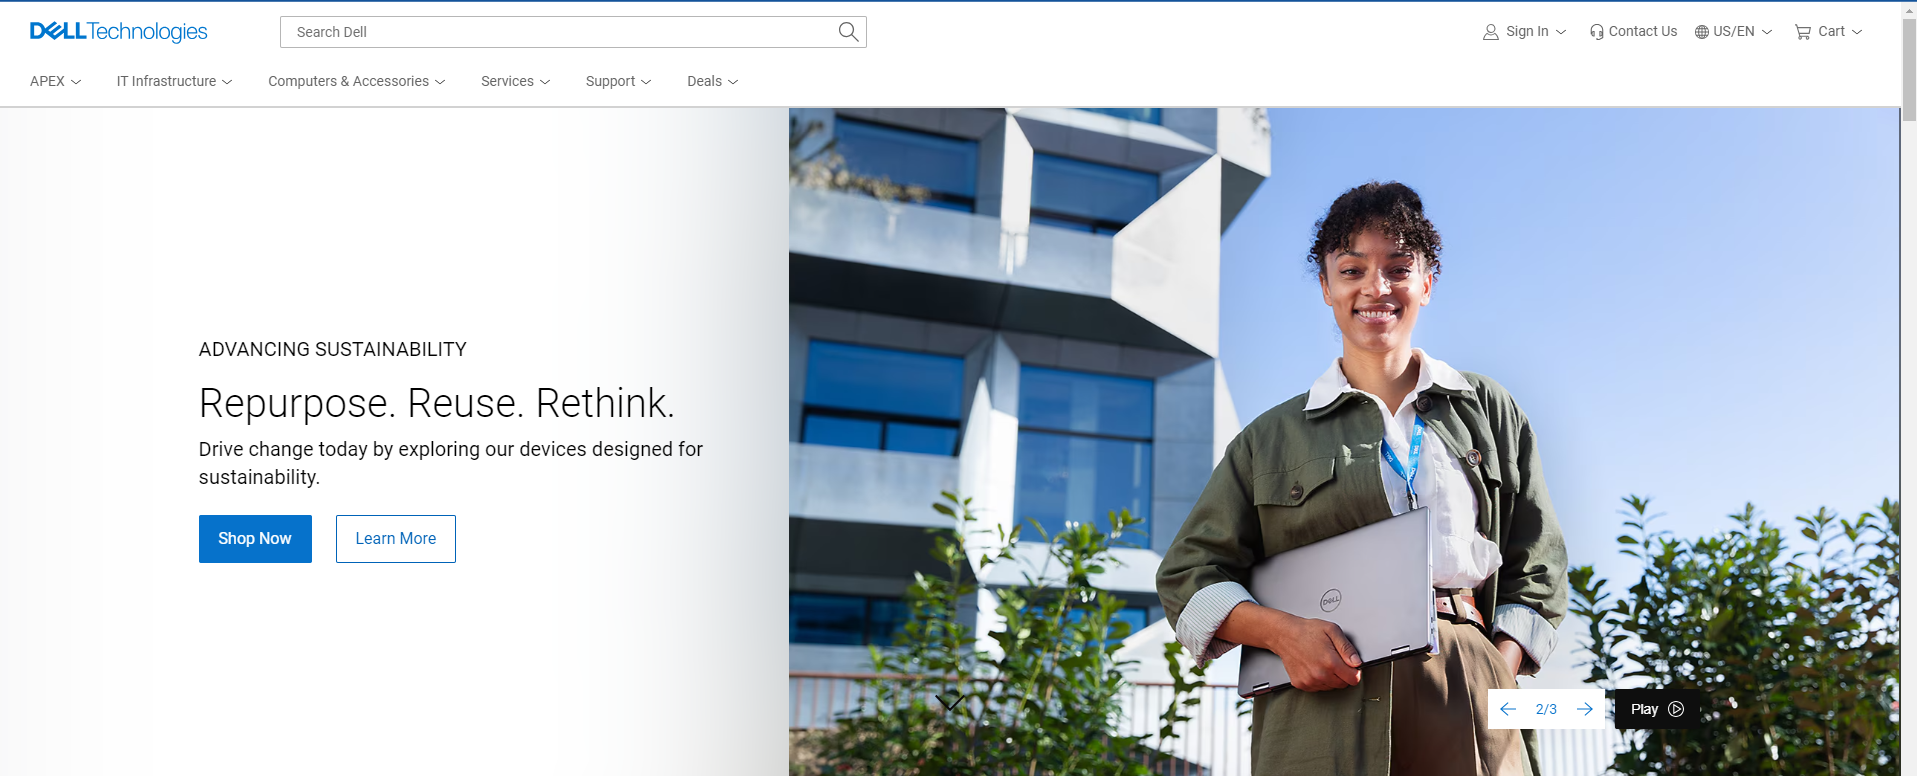 DELLTechnologies
Search Dell
Sign In
Contact Us
US/EN
Cart
APEX
IT Infrastructure
Computers & Accessories
Services
Support
Deals
ADVANCING SUSTAINABILITY
Repurpose. Reuse. Rethink.
Drive change today by exploring our devices designed for
sustainability.
Shop Now
Learn More
DELL
2/3
Play